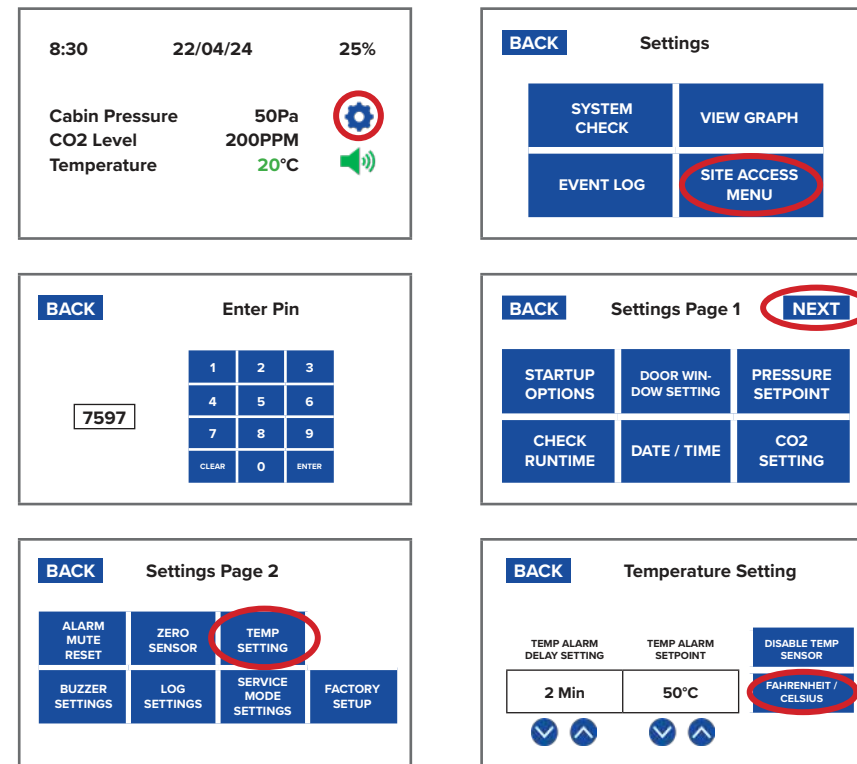 8:30 22/04/24 25%
Cabin Pressure 50Pa
CO2 Level 200PPM
Temperature 20°C
BACK Settings
SYSTEM
CHECK
VIEW GRAPH
EVENT LOG
SITE ACCESS
MENU
BACK Enter Pin
7597
1 2 3
4 5 6
7 8 9
CLEAR 0 ENTER
BACK Settings Page 1 NEXT
STARTUP
OPTIONS
DOOR WIN-
DOW SETTING
PRESSURE
SETPOINT
CHECK
RUNTIME
DATE / TIME
CO2
SETTING
BACK Settings Page 2
ALARM
MUTE
RESET
ZERO
SENSOR
TEMP
SETTING
BUZZER
SETTINGS
LOG
SETTINGS
SERVICE
MODE
SETTINGS
FACTORY
SETUP
BACK Temperature Setting
TEMP ALARM
DELAY SETTING
TEMP ALARM
SETPOINT
DISABLE TEMP
SENSOR
2 Min
50°C
FAHRENHEIT /
CELSIUS